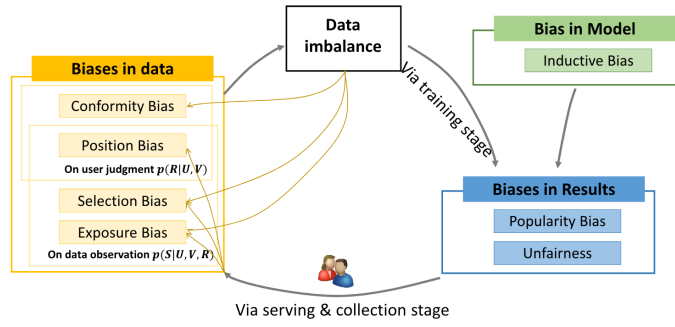 Data
imbalance
Bias in Model
Inductive Bias
Biases in data
Conformity Bias
Position Bias
On user judgment p(R|U,V)
Selection Bias
Exposure Bias
On data observation p(S|U,V,R)
Via training stage
Biases in Results
Popularity Bias
Unfairness
Via serving & collection stage